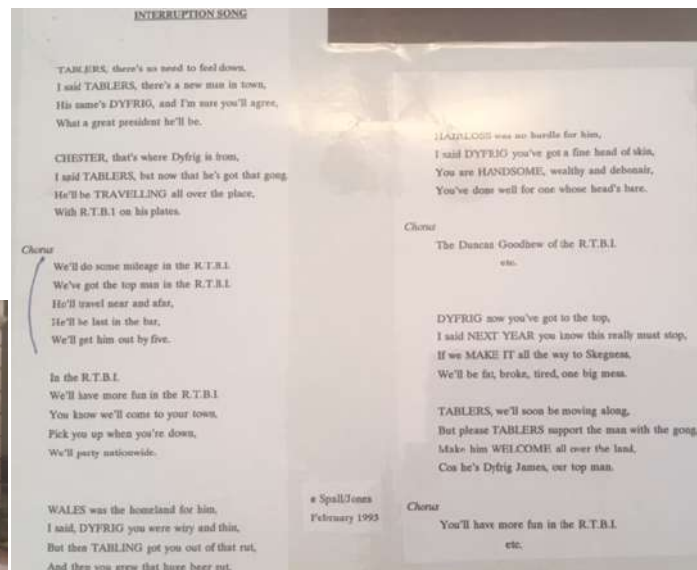 INTERRUPTION SONG
TABLERS, there's no need to feel down,
I said TABLERS, there's a new man in town,
His name's DYFRIG, and I'm sure you'll agree,
What a great president he'll be.
CHESTER, that's where Dyfrig is from,
I said TABLERS, but now that he's got that gong
He'll be TRAVELLING all over the place,
With R.T.B.I on his plates.
Chorus
We'll do some mileage in the R.T.B.I.
We've got the top man in the R.T.B.I.
He'll travel near and afar,
He'll be last in the bar,
We'll get him out by five.
In the R.T.B.I.
We'll have more fun in the R.T.B.I.
You know we'll come to your town,
Pick you up when you're down,
We'll party nationwide.
WALES was the homeland for him,
I said, DYFRIG you were wiry and thin,
But then TABLING got you out of that rut,
And then you grew that huge beer gut.
HAIRLOSS was no hurdle for him,
I said DYFRIG you've got a fine head of skin,
You are HANDSOME, wealthy and debonair,
You've done well for one whose head's bare.
Chorus
The Duncan Goodhew of the R.T.B.I.
etc.
DYFRIG now you've got to the top,
I said NEXT YEAR you know this really must stop,
If we MAKE IT all the way to Skegness,
We'll be fat, broke, tired, one big mess.
TABLERS, we'll soon be moving along,
But please TABLERS support the man with the gong,
Make him WELCOME all over the land,
Cos he's Dyfrig James, our top man.
Chorus
You'll have more fun in the R.T.B.I.
etc.
Spall/Jones
February 1993